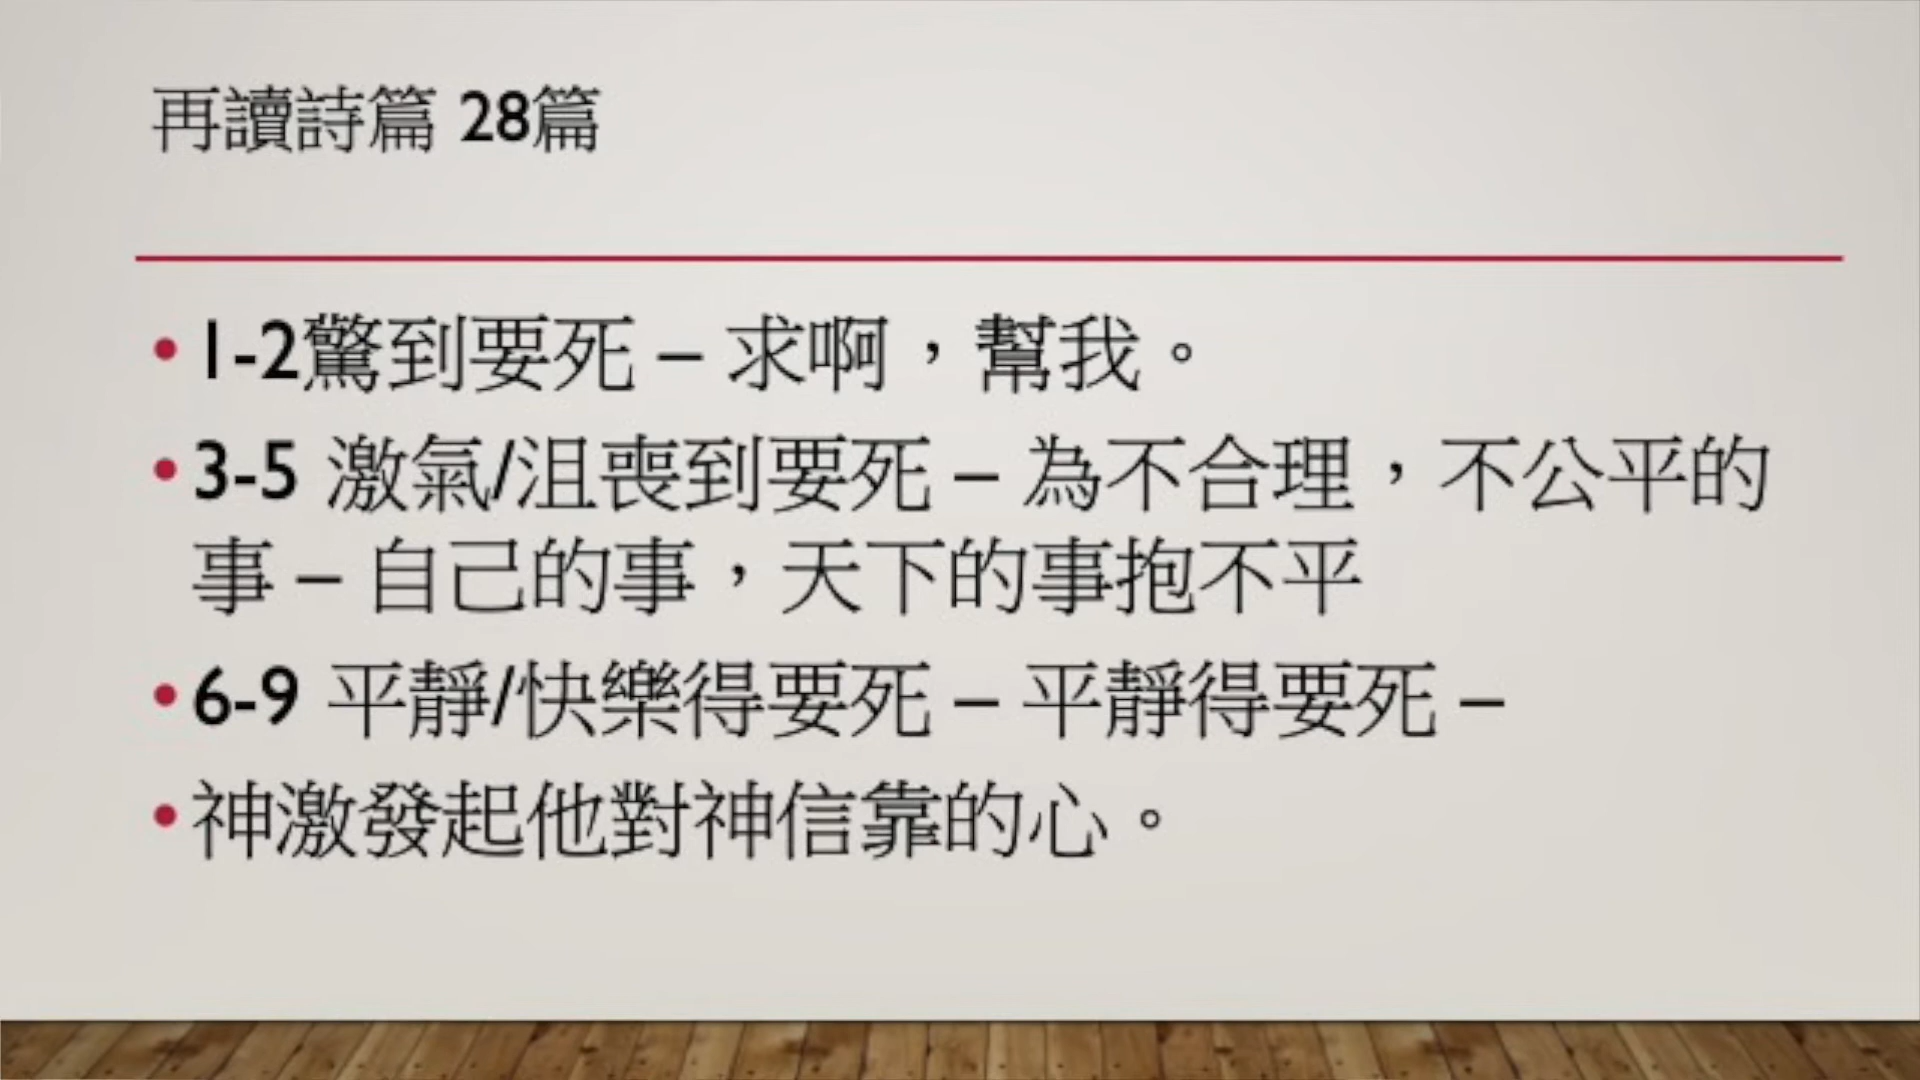 再讀詩篇 28篇
• 1-2驚到要死 – 求啊，幫我。
• 3-5 激氣/沮喪到要死 – 為不合理，不公平的
事 – 自己的事，天下的事抱不平
• 6-9 平靜/快樂得要死 – 平靜得要死 –
• 神激發起他對神信靠的心。